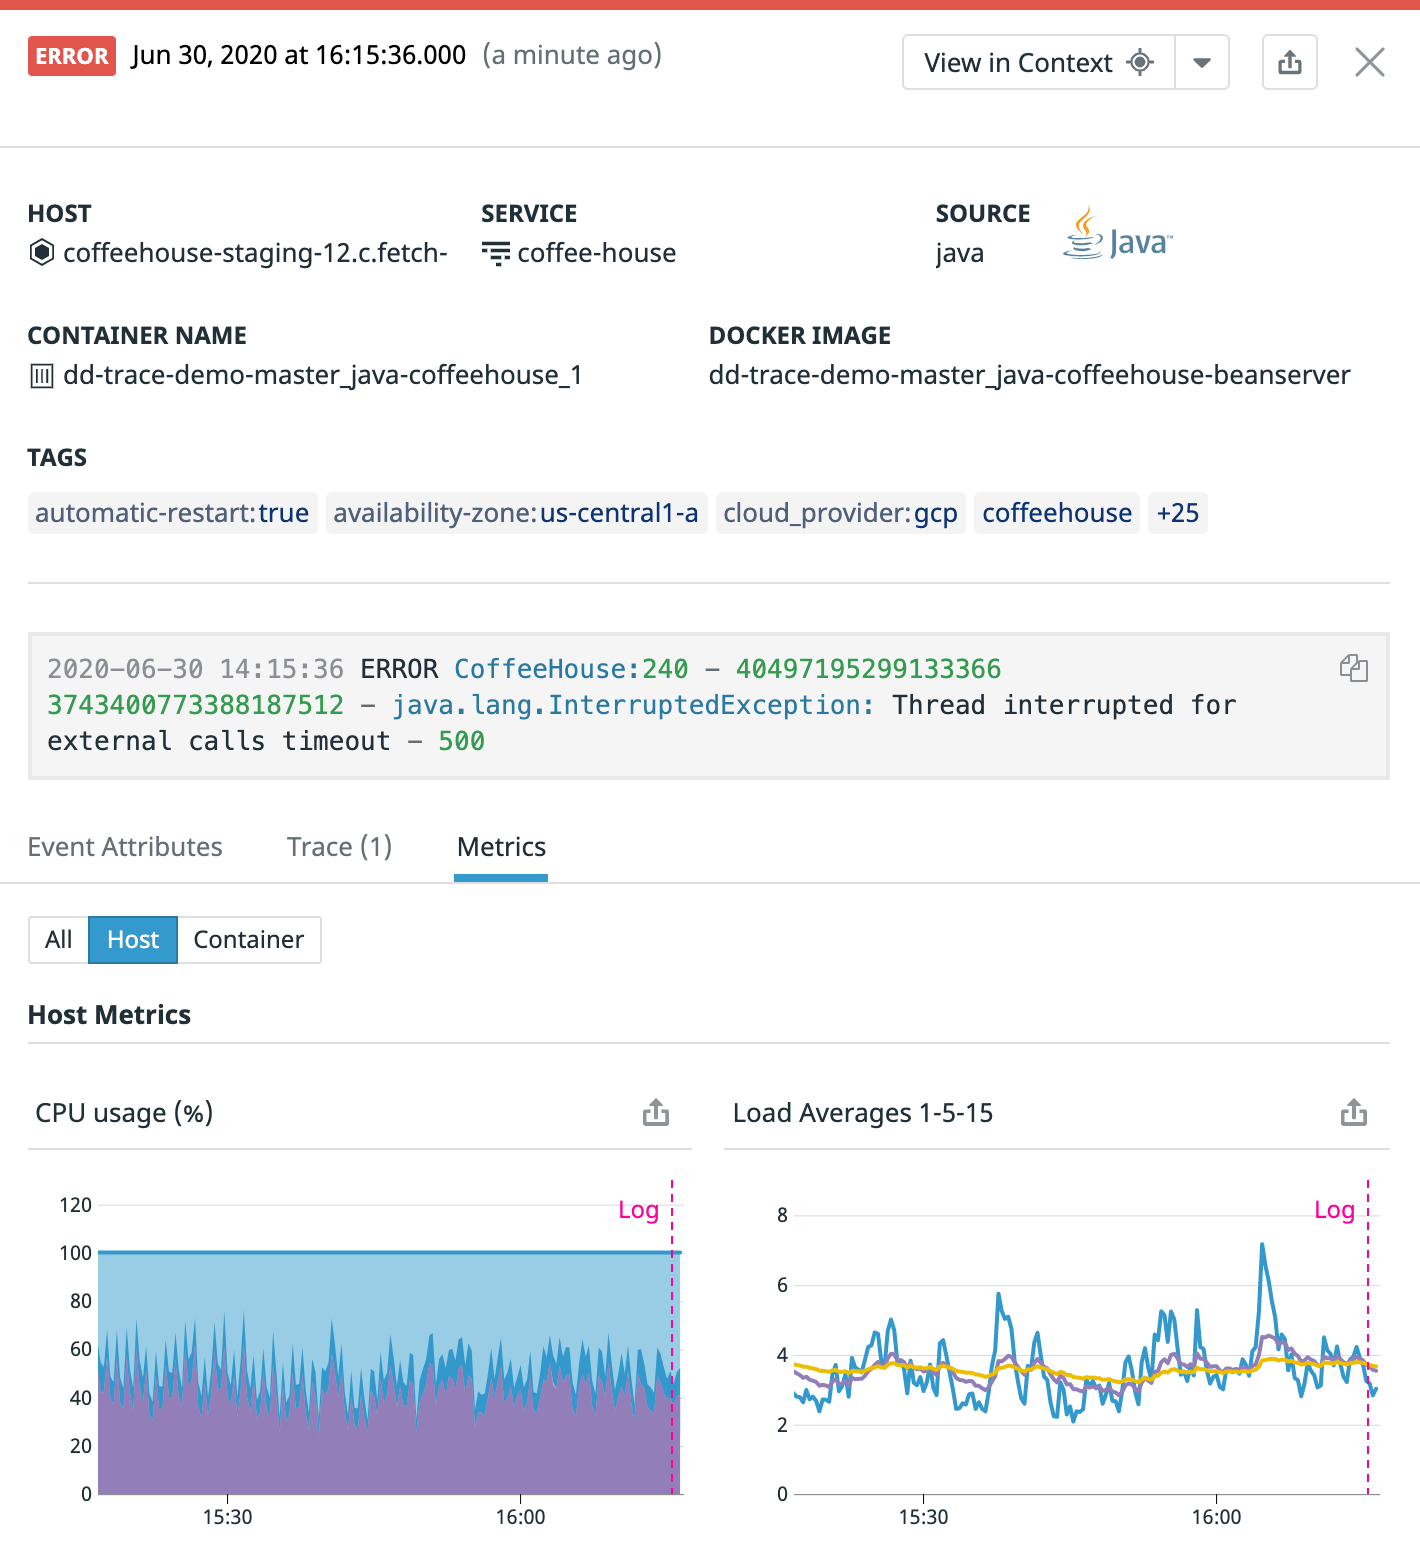 ERROR Jun 30, 2020 at 16:15:36.000 (a minute ago) View in Context
HOST SERVICE SOURCE
coffeehouse-staging-12.c.fetch- coffee-house java Java™
CONTAINER NAME DOCKER IMAGE
dd-trace-demo-master_java-coffeehouse_1 dd-trace-demo-master_java-coffeehouse-beanserver
TAGS
automatic-restart:true availability-zone:us-central1-a cloud_provider:gcp coffeehouse +25
2020-06-30 14:15:36 ERROR CoffeeHouse:240 – 40497195299133366
3743400773388187512 – java.lang.InterruptedException: Thread interrupted for
external calls timeout – 500
Event Attributes Trace (1) Metrics
All Host Container
Host Metrics
CPU usage (%) Load Averages 1-5-15
120
100
80
60
40
20
0
15:30 16:00
Log
8
6
4
2
0
15:30 16:00
Log